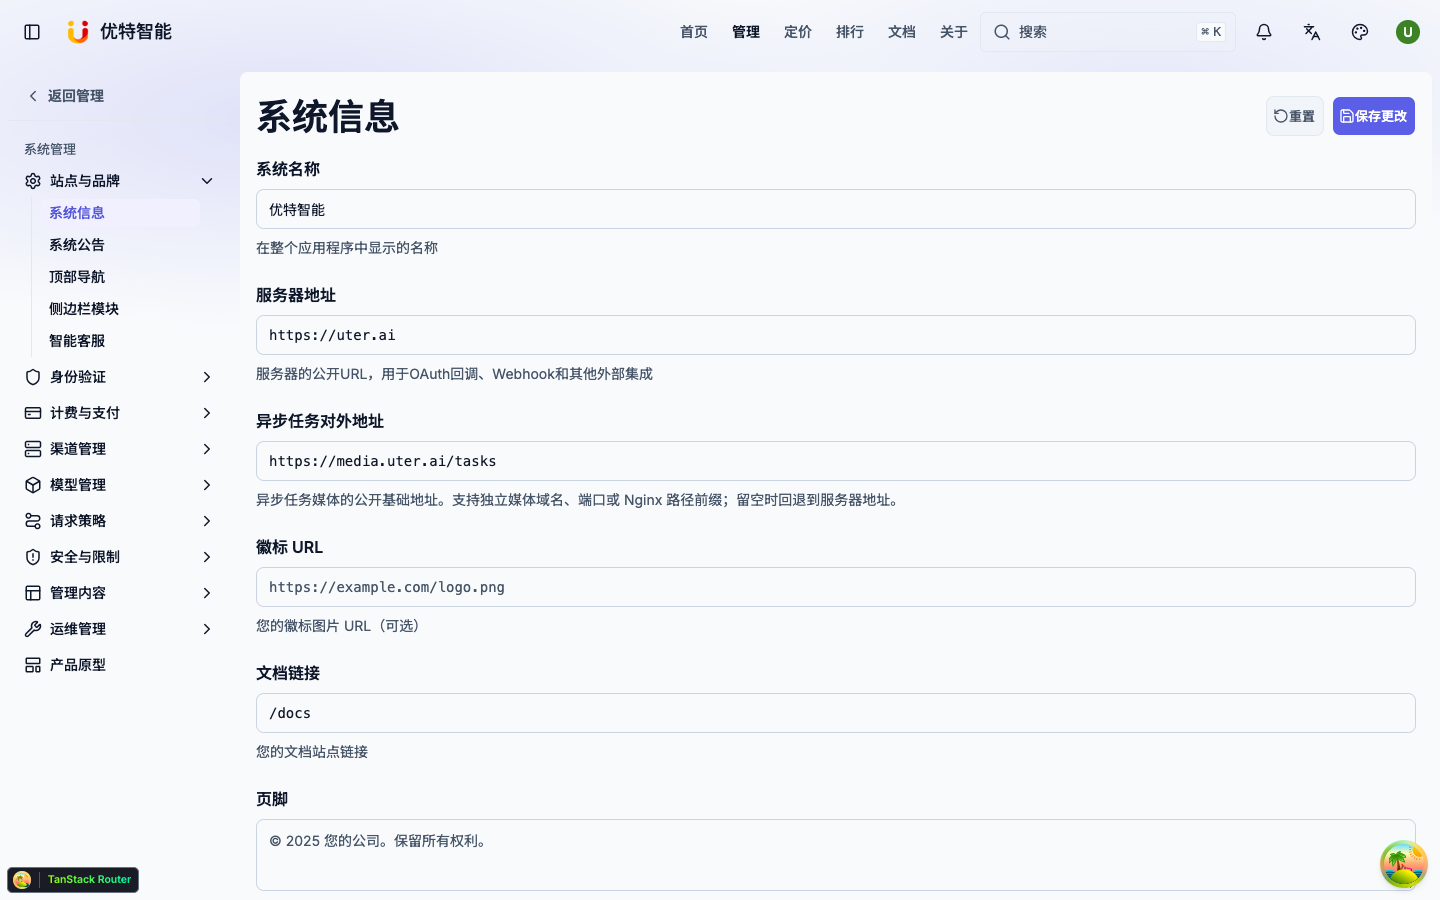 优特智能
首页 管理 定价 排行 文档 关于 搜索 ⌘ K U
返回管理
系统管理
站点与品牌
系统信息
系统公告
顶部导航
侧边栏模块
智能客服
身份验证
计费与支付
渠道管理
模型管理
请求策略
安全与限制
管理内容
运维管理
产品原型
TanStack Router
系统信息
重置 保存更改
系统名称
优特智能
在整个应用程序中显示的名称
服务器地址
https://uter.ai
服务器的公开URL，用于OAuth回调、Webhook和其他外部集成
异步任务对外地址
https://media.uter.ai/tasks
异步任务媒体的公开基础地址。支持独立媒体域名、端口或 Nginx 路径前缀；留空时回退到服务器地址。
徽标 URL
https://example.com/logo.png
您的徽标图片 URL（可选）
文档链接
/docs
您的文档站点链接
页脚
© 2025 您的公司。保留所有权利。